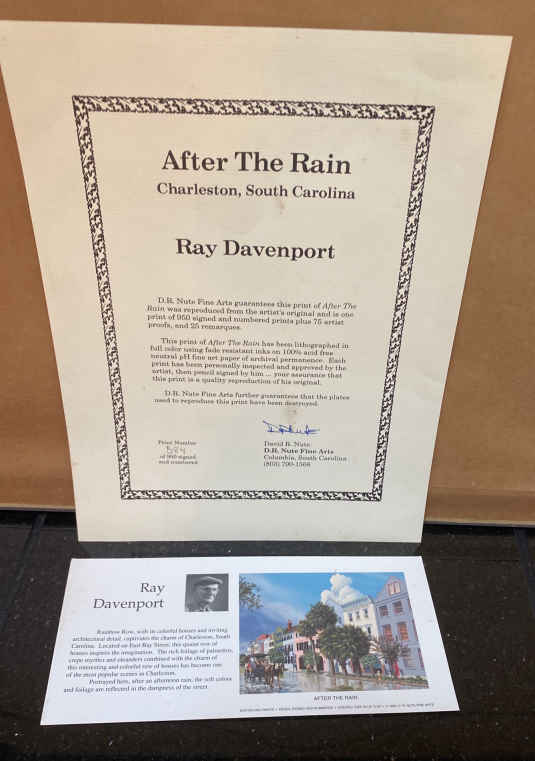 After The Rain
Charleston, South Carolina
Ray Davenport
D.R. Nute Fine Arts guarantees this print of After The
Rain was reproduced from the artist's original and is one
print of 950 signed and numbered prints plus 75 artist
proofs, and 25 remarques.
This print of After The Rain has been lithographed in
full color using fade resistant inks on 100% acid free
neutral pH fine art paper of archival permanence. Each
print has been personally inspected and approved by the
artist, then pencil signed by him ... your assurance that
this print is a quality reproduction of his original.
D.R. Nute Fine Arts further guarantees that the plates
used to reproduce this print have been destroyed.
Print Number
of 950 signed
and numbered
David R. Nute
D.R. Nute Fine Arts
Columbia, South Carolina
(803) 790-1566
Ray
Davenport
Rainbow Row, with its colorful houses and inviting
architectural detail, captivates the charm of Charleston, South
Carolina. Located on East Bay Street, this quaint row of
houses inspires the imagination. The rich foliage of palmettos,
crepe myrtles and oleanders combined with the charm of
this interesting and colorful row of houses has become one
of the most popular scenes in Charleston.
Portrayed here, after an afternoon rain, the soft colors
and foliage are reflected in the dampness of the street.
AFTER THE RAIN